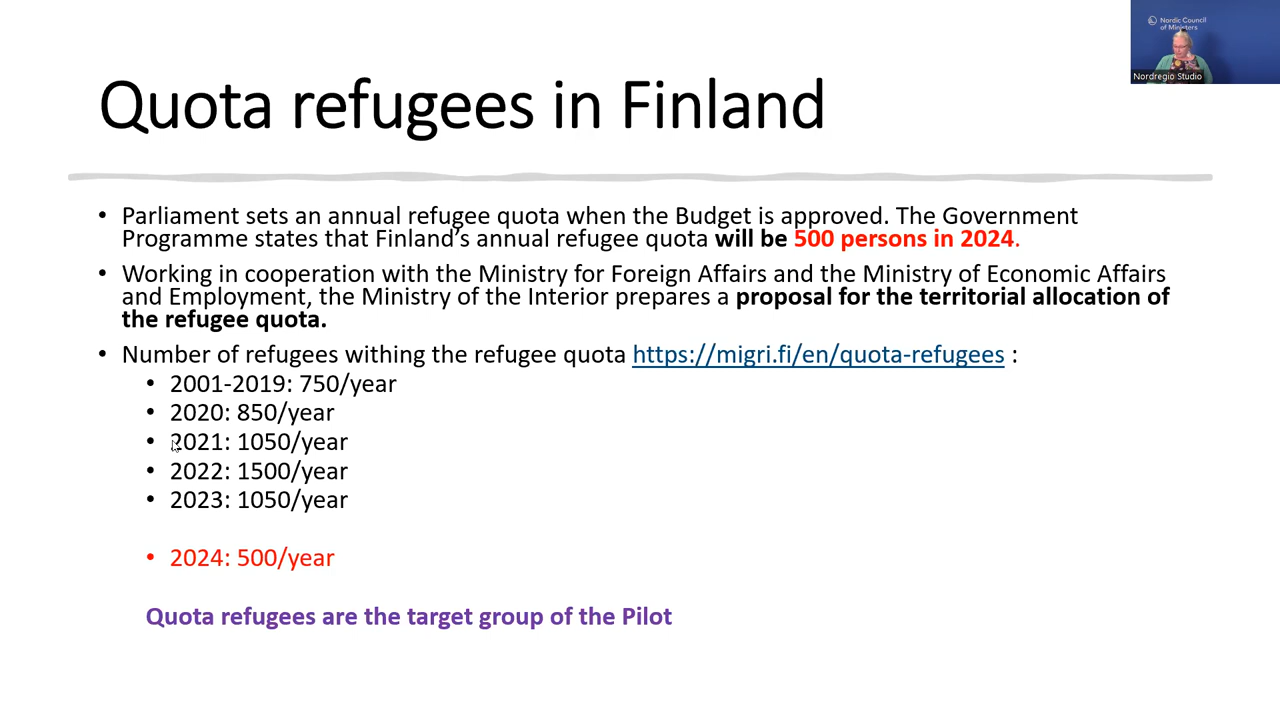 Nordic Council
of Ministers
Nordregio Studio
Quota refugees in Finland
• Parliament sets an annual refugee quota when the Budget is approved. The Government
Programme states that Finland's annual refugee quota will be 500 persons in 2024.
• Working in cooperation with the Ministry for Foreign Affairs and the Ministry of Economic Affairs
and Employment, the Ministry of the Interior prepares a proposal for the territorial allocation of
the refugee quota.
• Number of refugees withing the refugee quota https://migri.fi/en/quota-refugees :
• 2001-2019: 750/year
• 2020: 850/year
• 2021: 1050/year
• 2022: 1500/year
• 2023: 1050/year
• 2024: 500/year
Quota refugees are the target group of the Pilot